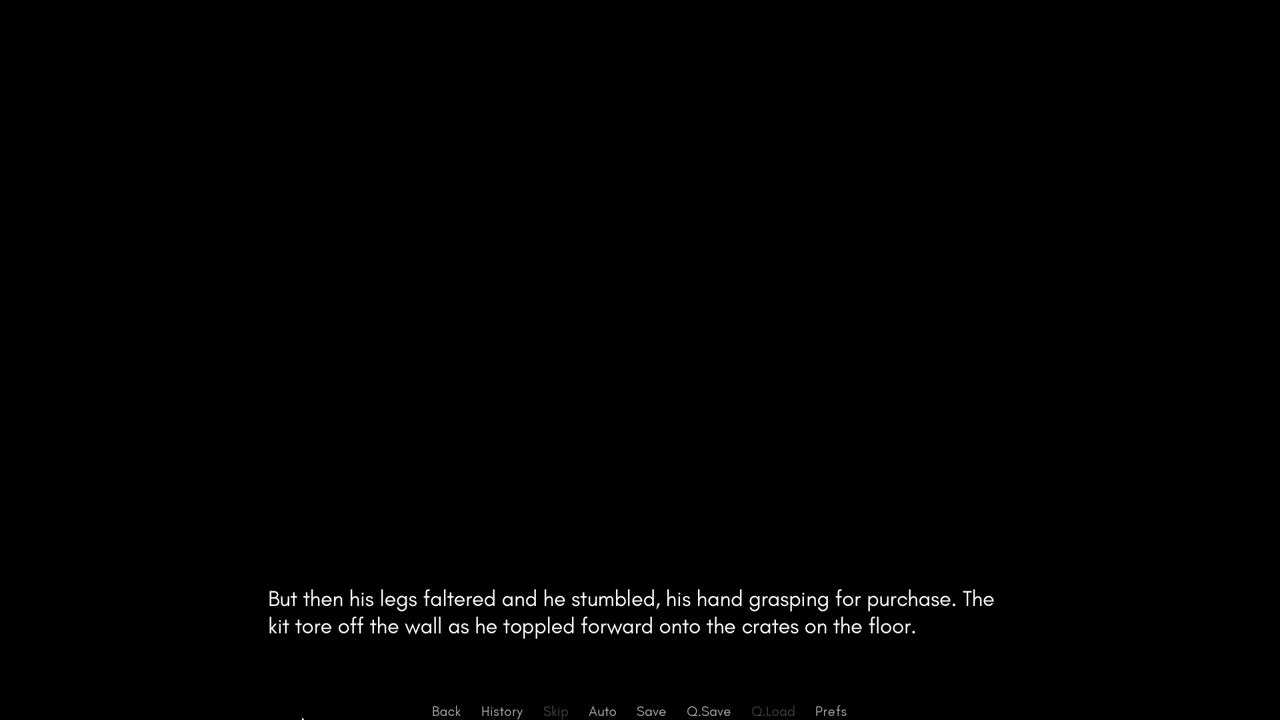 But then his legs faltered and he stumbled, his hand grasping for purchase. The
kit tore off the wall as he toppled forward onto the crates on the floor.
Back History Skip Auto Save Q.Save Q.Load Prefs